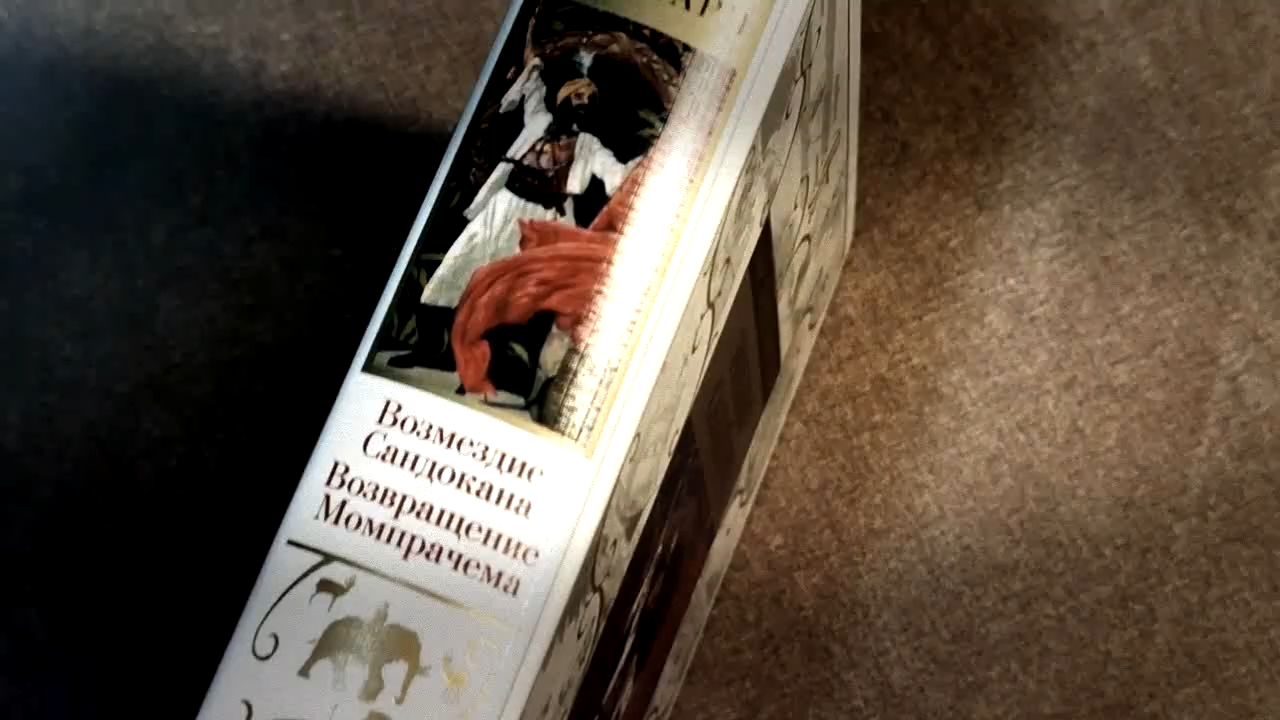 Возмездие
Сандокана
Возвращение
Момпрачема